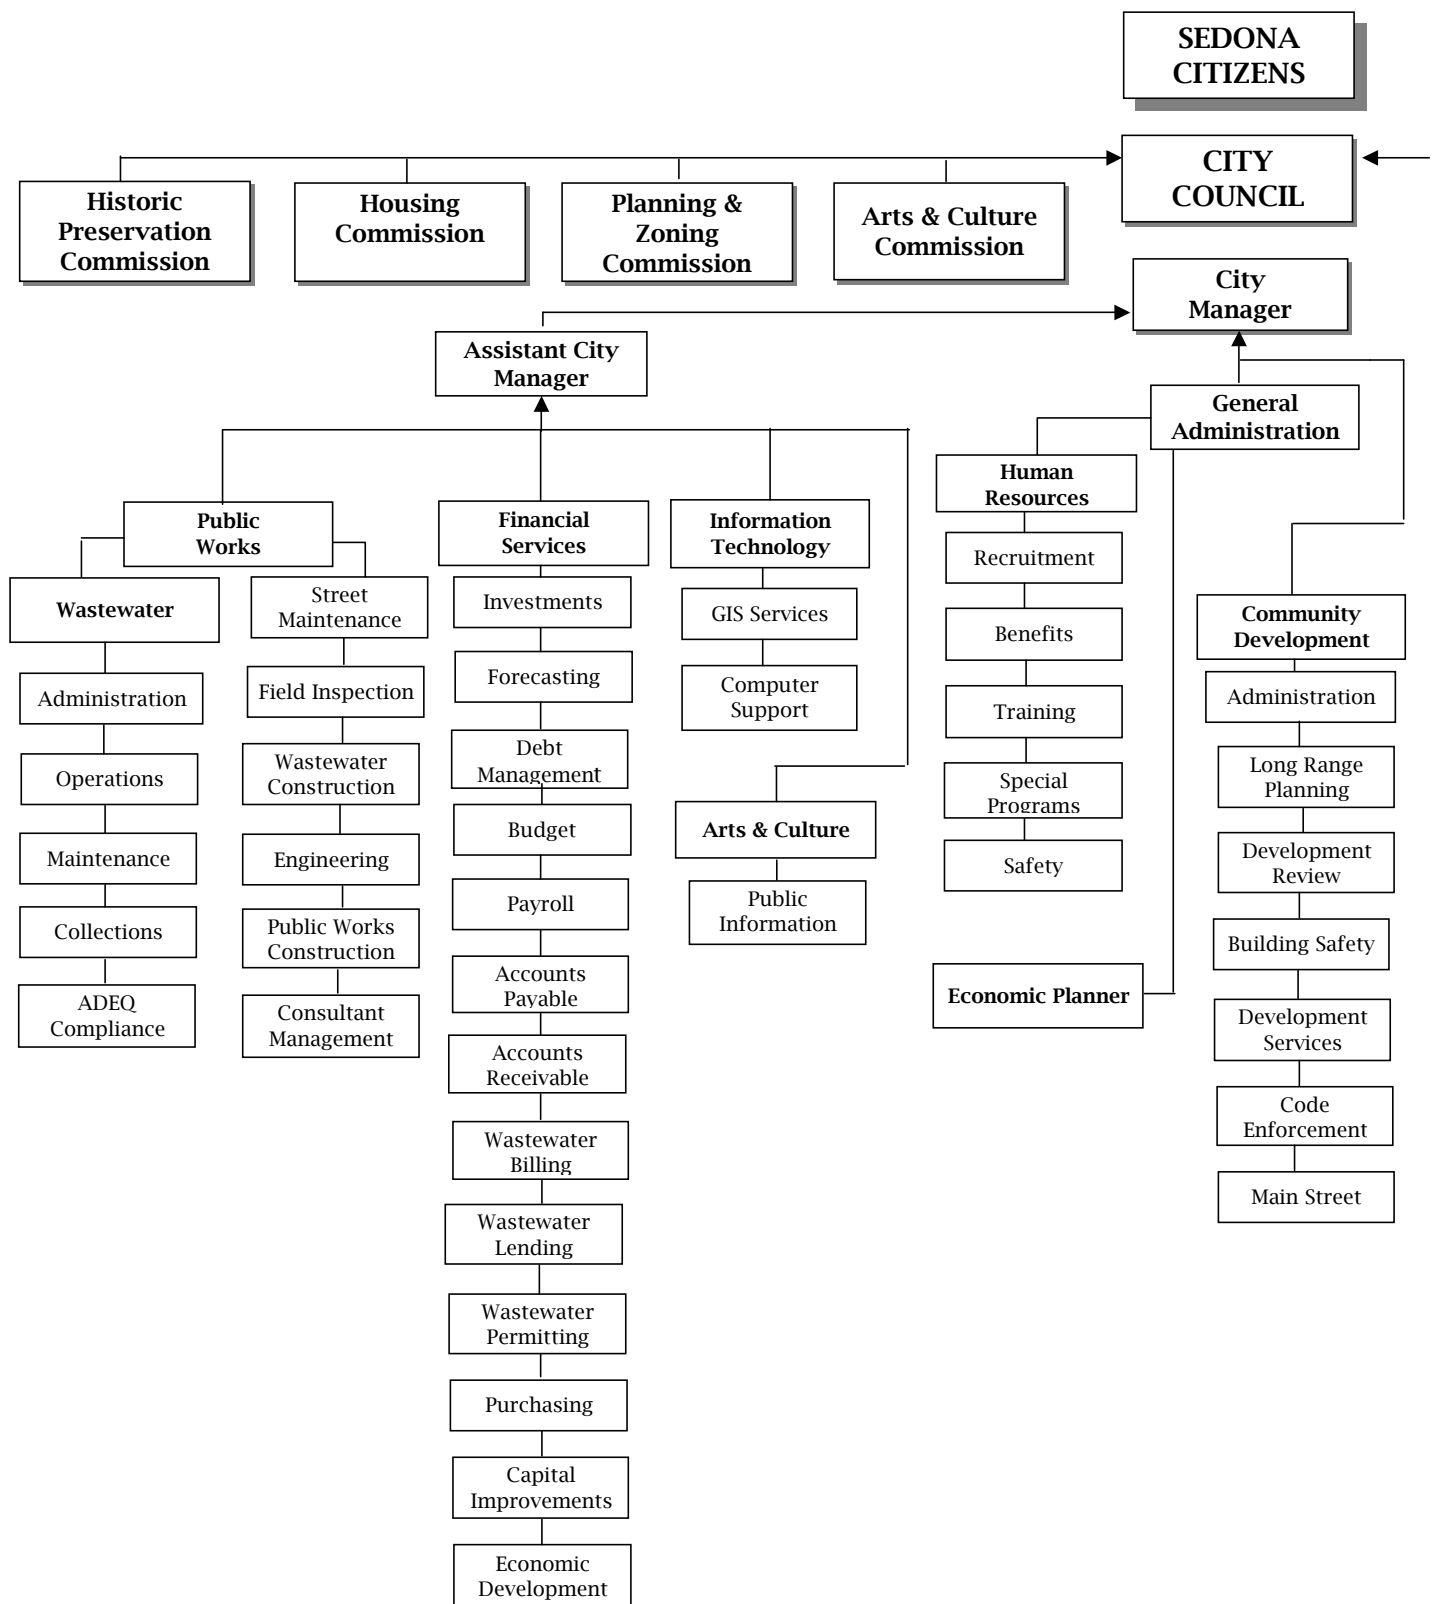 SEDONA
CITIZENS
CITY
COUNCIL
Historic
Preservation
Commission
Housing
Commission
Planning &
Zoning
Commission
Arts & Culture
Commission
City
Manager
Assistant City
Manager
General
Administration
Public
Works
Wastewater
Administration
Operations
Maintenance
Collections
ADEQ
Compliance
Street
Maintenance
Field Inspection
Wastewater
Construction
Engineering
Public Works
Construction
Consultant
Management
Financial
Services
Investments
Forecasting
Debt
Management
Budget
Payroll
Accounts
Payable
Accounts
Receivable
Wastewater
Billing
Wastewater
Lending
Wastewater
Permitting
Purchasing
Capital
Improvements
Economic
Development
Information
Technology
GIS Services
Computer
Support
Arts & Culture
Public
Information
Human
Resources
Recruitment
Benefits
Training
Special
Programs
Safety
Economic Planner
Community
Development
Administration
Long Range
Planning
Development
Review
Building Safety
Development
Services
Code
Enforcement
Main Street